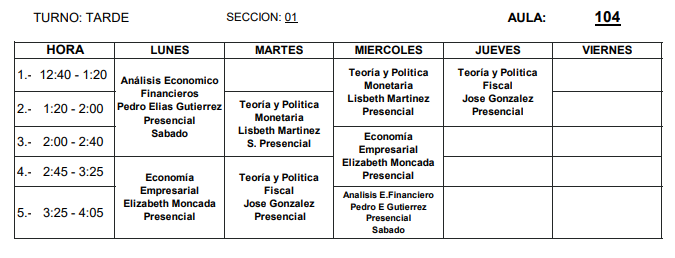 TURNO: TARDE SECCION: 01 AULA: 104
HORA LUNES MARTES MIERCOLES JUEVES VIERNES
1.- 12:40 - 1:20
2.- 1:20 - 2:00
3.- 2:00 - 2:40
4.- 2:45 - 3:25
5.- 3:25 - 4:05
Análisis Economico
Financieros
Pedro Elias Gutierrez
Presencial
Sabado
Economía
Empresarial
Elizabeth Moncada
Presencial
Teoría y Politica
Monetaria
Lisbeth Martinez
S. Presencial
Teoría y Politica
Fiscal
Jose Gonzalez
Presencial
Teoría y Politica
Monetaria
Lisbeth Martinez
Presencial
Economía
Empresarial
Elizabeth Moncada
Presencial
Analisis E.Financiero
Pedro E Gutierrez
Presencial
Sabado
Teoría y Politica
Fiscal
Jose Gonzalez
Presencial